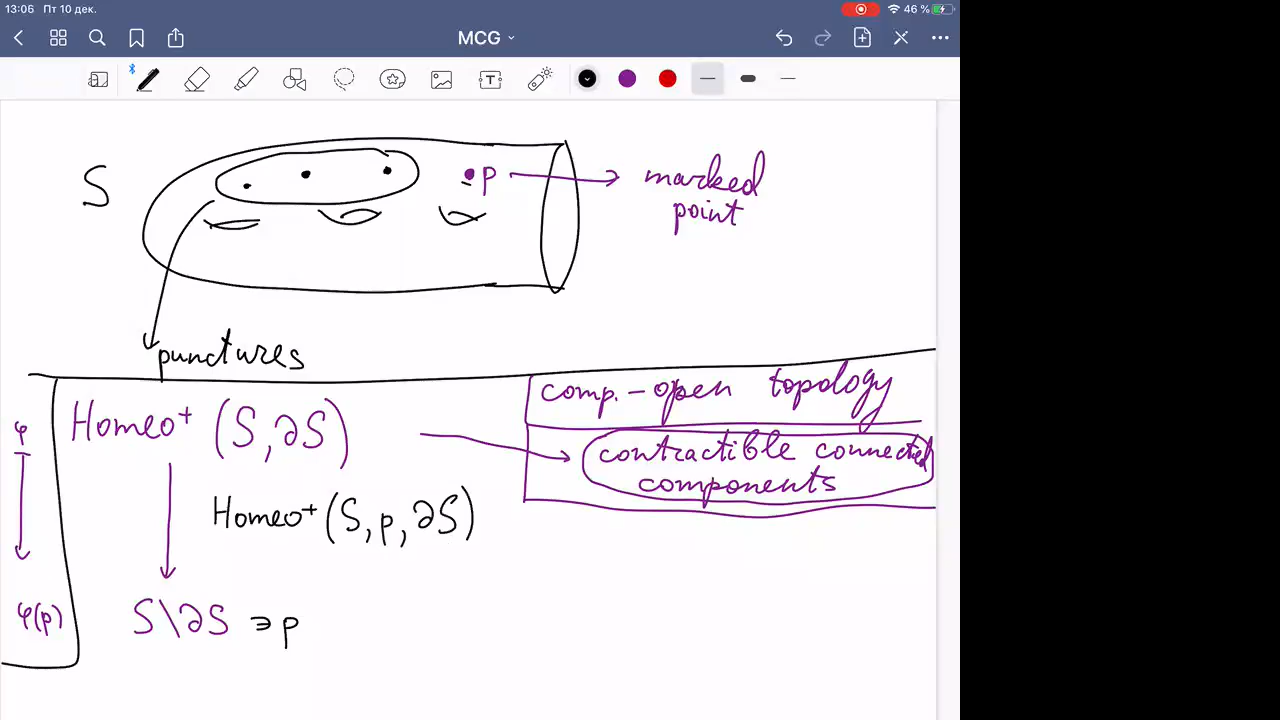 13:06 Пт 10 дек.
46 %
MCG
S
p
marked
point
punctures
Homeo⁺ (S, ∂S)
comp.-open topology
contractible connected
components
φ
Homeo⁺ (S, p, ∂S)
φ(p)
S\∂S ∋ p